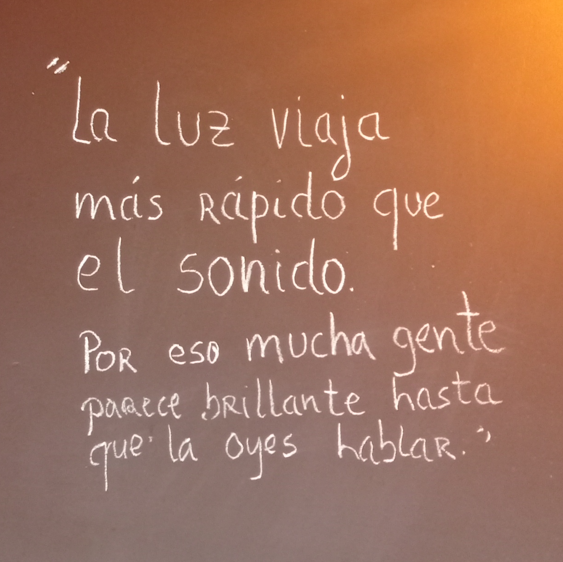 "La luz viaja
más rápido que
el sonido.
Por eso mucha gente
parece brillante hasta
que la oyes hablar."